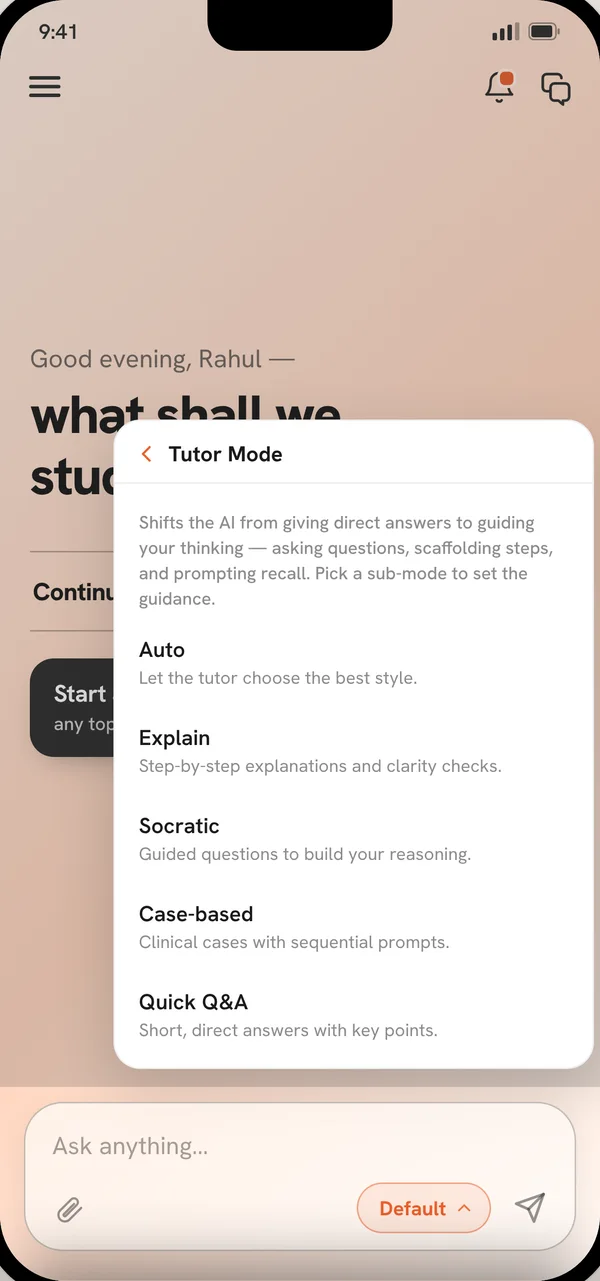 9:41
Good evening, Rahul —
what shall we
Tutor Mode
Shifts the AI from giving direct answers to guiding
your thinking — asking questions, scaffolding steps,
and prompting recall. Pick a sub-mode to set the
guidance.
Auto
Let the tutor choose the best style.
Explain
Step-by-step explanations and clarity checks.
Socratic
Guided questions to build your reasoning.
Start
any
Case-based
Clinical cases with sequential prompts.
Quick Q&A
Short, direct answers with key points.
Ask anything...
Default